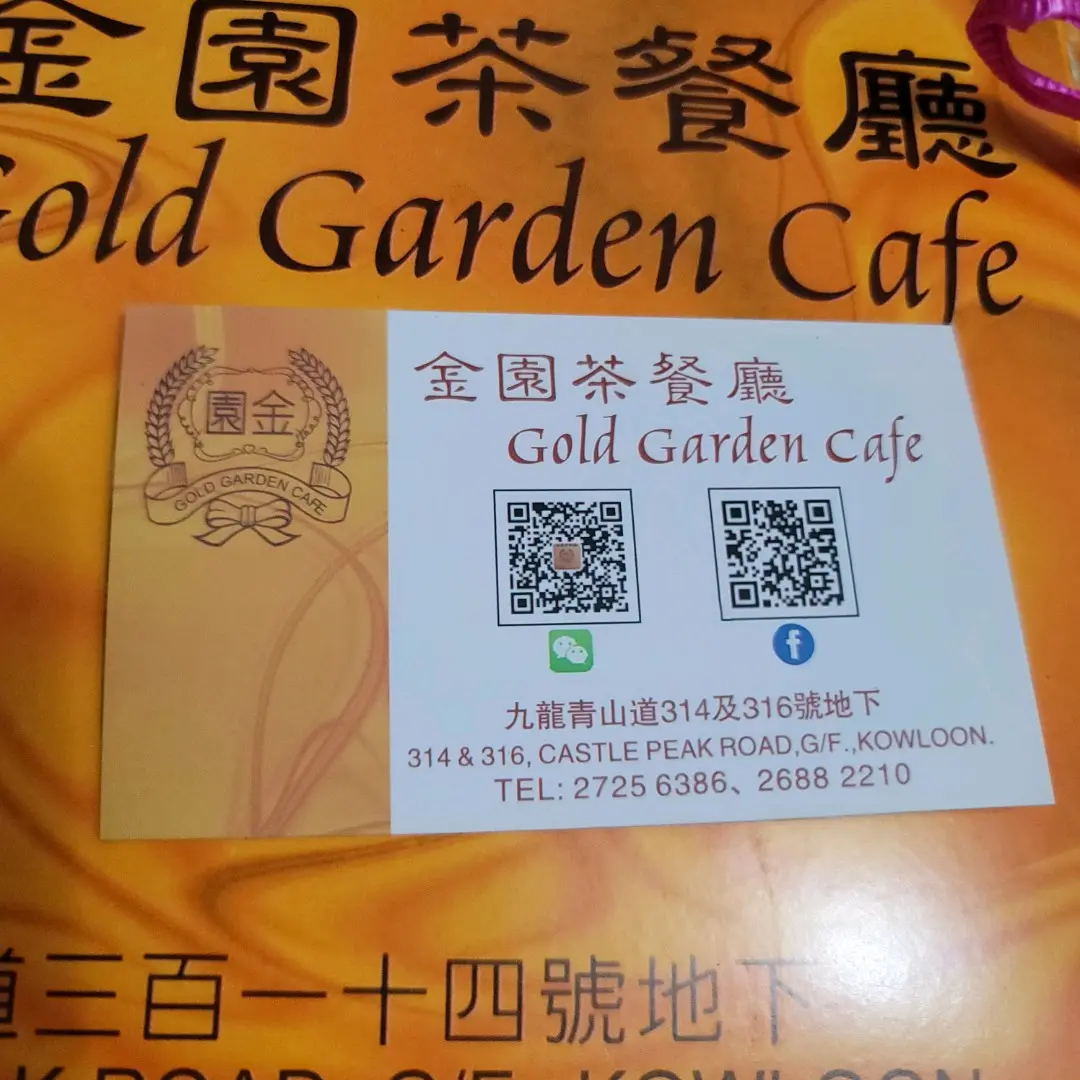 金園茶餐廳
Gold Garden Cafe
園金
GOLD GARDEN CAFE
金園茶餐廳
Gold Garden Cafe
九龍青山道314及316號地下
314 & 316, CASTLE PEAK ROAD,G/F.,KOWLOON.
TEL: 2725 6386、2688 2210
道三百一十四號地下
K ROAD, G/F., KOWLOON